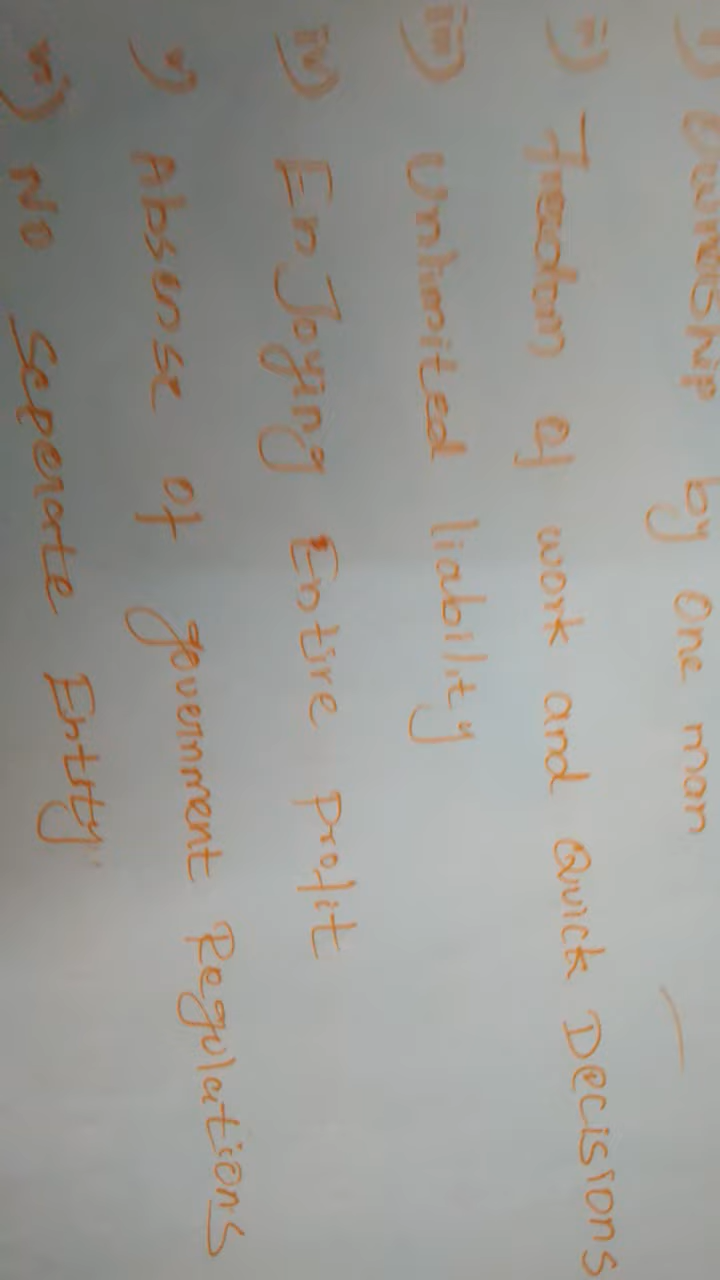 i) Ownership by one man
ii) Freedom of work and Quick Decisions
iii) Unlimited liability
iv) EnJoying Entire profit
v) Absense of government Regulations
vi) No seperate Entity